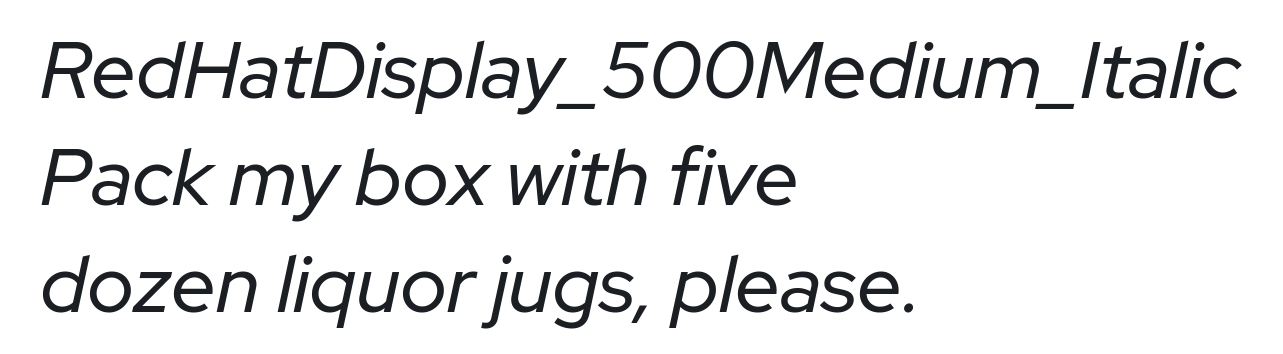 RedHatDisplay_500Medium_Italic
Pack my box with five
dozen liquor jugs, please.